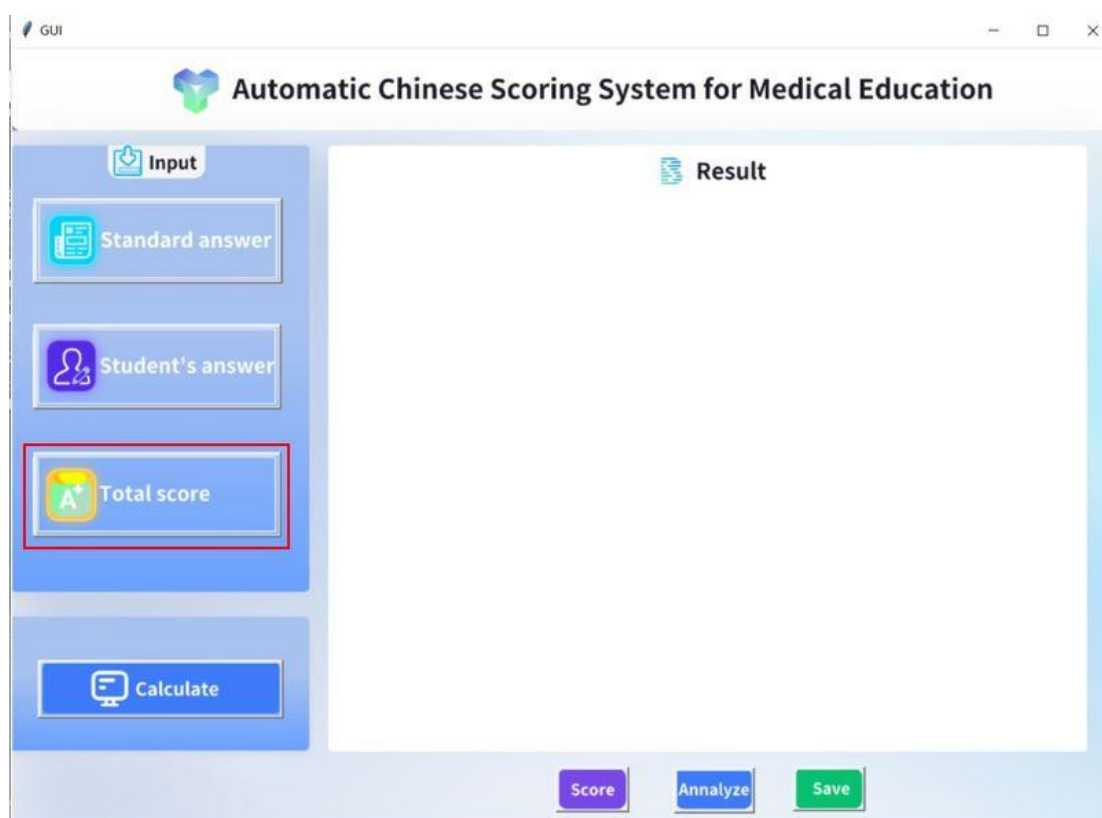 GUI
Automatic Chinese Scoring System for Medical Education
Input
Standard answer
Student's answer
A+ Total score
Calculate
Result
Score
Annalyze
Save